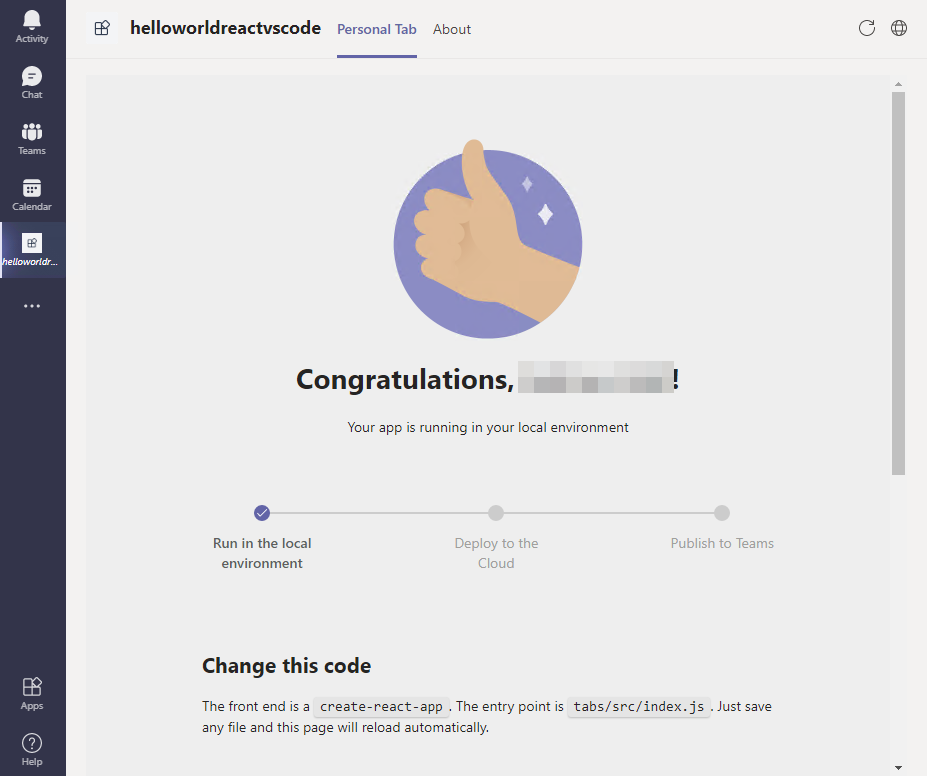 Activity
Chat
Teams
Calendar
helloworldr...
Apps
Help
helloworldreactvscode
Personal Tab
About
Congratulations, !
Your app is running in your local environment
Run in the local
environment
Deploy to the
Cloud
Publish to Teams
Change this code
The front end is a create-react-app. The entry point is tabs/src/index.js. Just save
any file and this page will reload automatically.